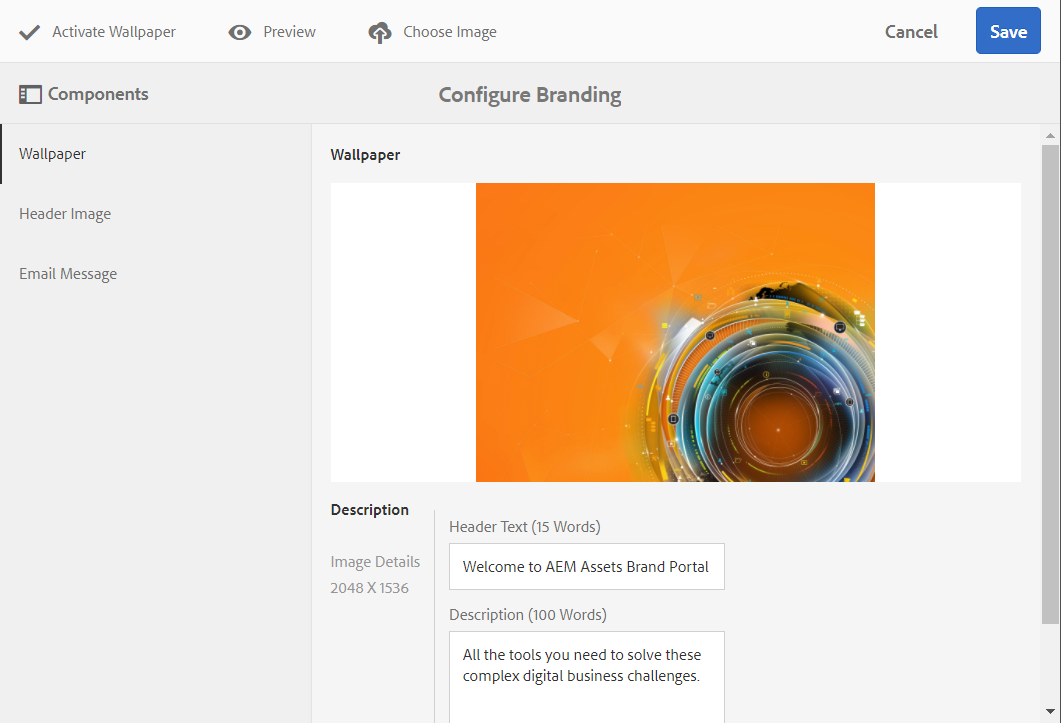 Activate Wallpaper
Preview
Choose Image
Cancel
Save
Components
Configure Branding
Wallpaper
Header Image
Email Message
Wallpaper
Description
Image Details
2048 X 1536
Header Text (15 Words)
Welcome to AEM Assets Brand Portal
Description (100 Words)
All the tools you need to solve these
complex digital business challenges.